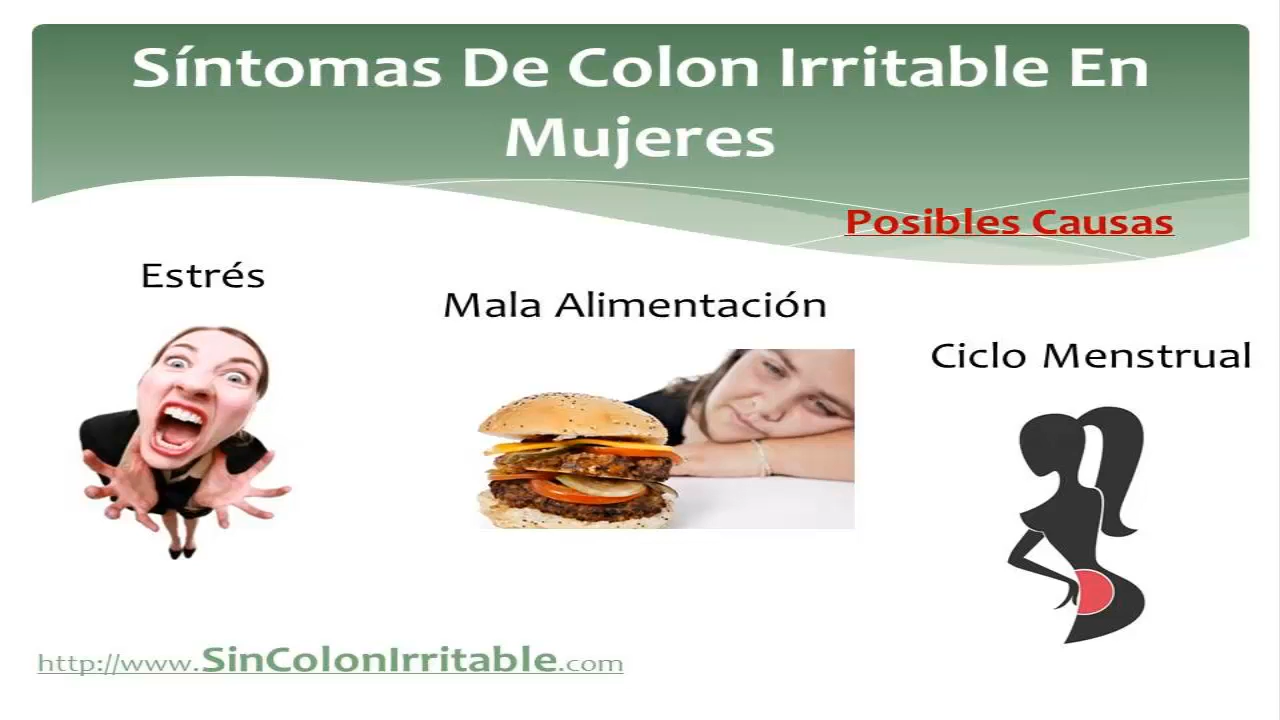 Síntomas De Colon Irritable En
Mujeres
Posibles Causas
Estrés
Mala Alimentación
Ciclo Menstrual
http://www.SinColonIrritable.com